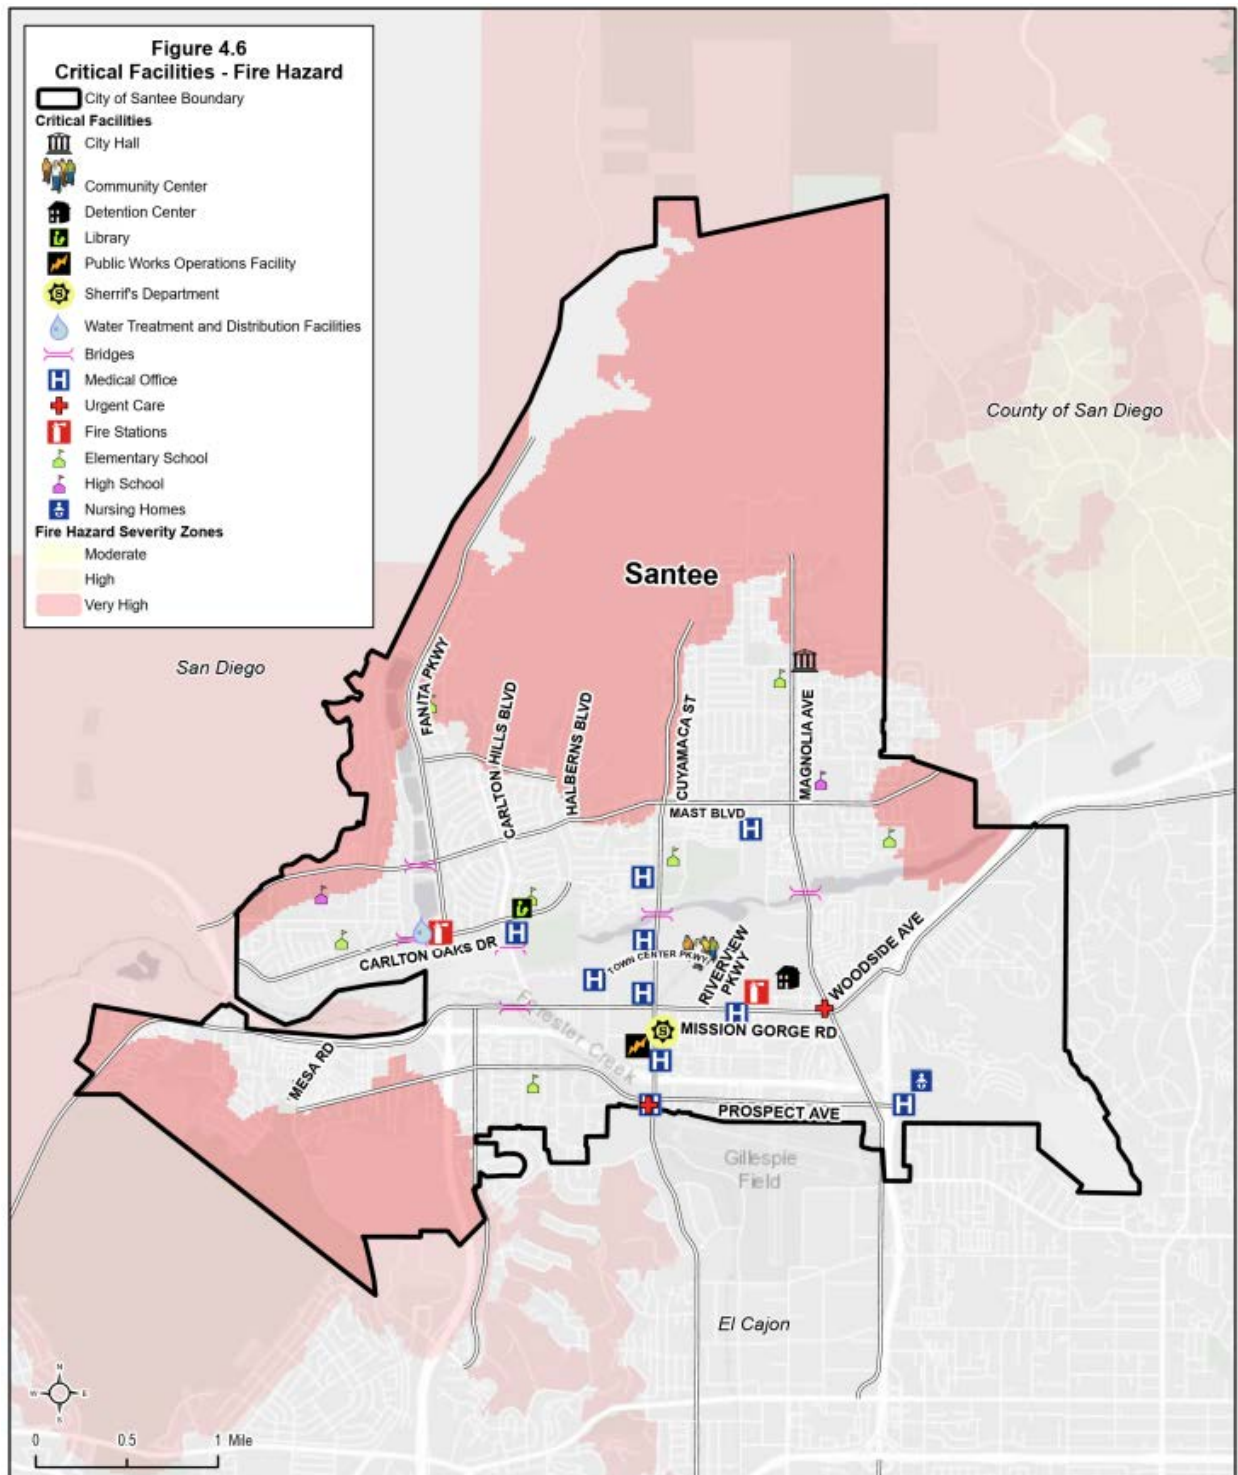 Figure 4.6
Critical Facilities - Fire Hazard
City of Santee Boundary
Critical Facilities
City Hall
Community Center
Detention Center
Library
Public Works Operations Facility
Sherrif's Department
Water Treatment and Distribution Facilities
Bridges
Medical Office
Urgent Care
Fire Stations
Elementary School
High School
Nursing Homes
Fire Hazard Severity Zones
Moderate
High
Very High
County of San Diego
Santee
San Diego
FANITA PKWY
CARLTON HILLS BLVD
HALBERNS BLVD
CUYAMACA ST
MAGNOLIA AVE
MAST BLVD
CARLTON OAKS DR
TOWN CENTER PKWY
RIVERVIEW
PKWY
WOODSIDE AVE
MISSION GORGE RD
Forrester Creek
MESA RD
PROSPECT AVE
Gillespie
Field
El Cajon
N
W E
S
0 0.5 1 Mile